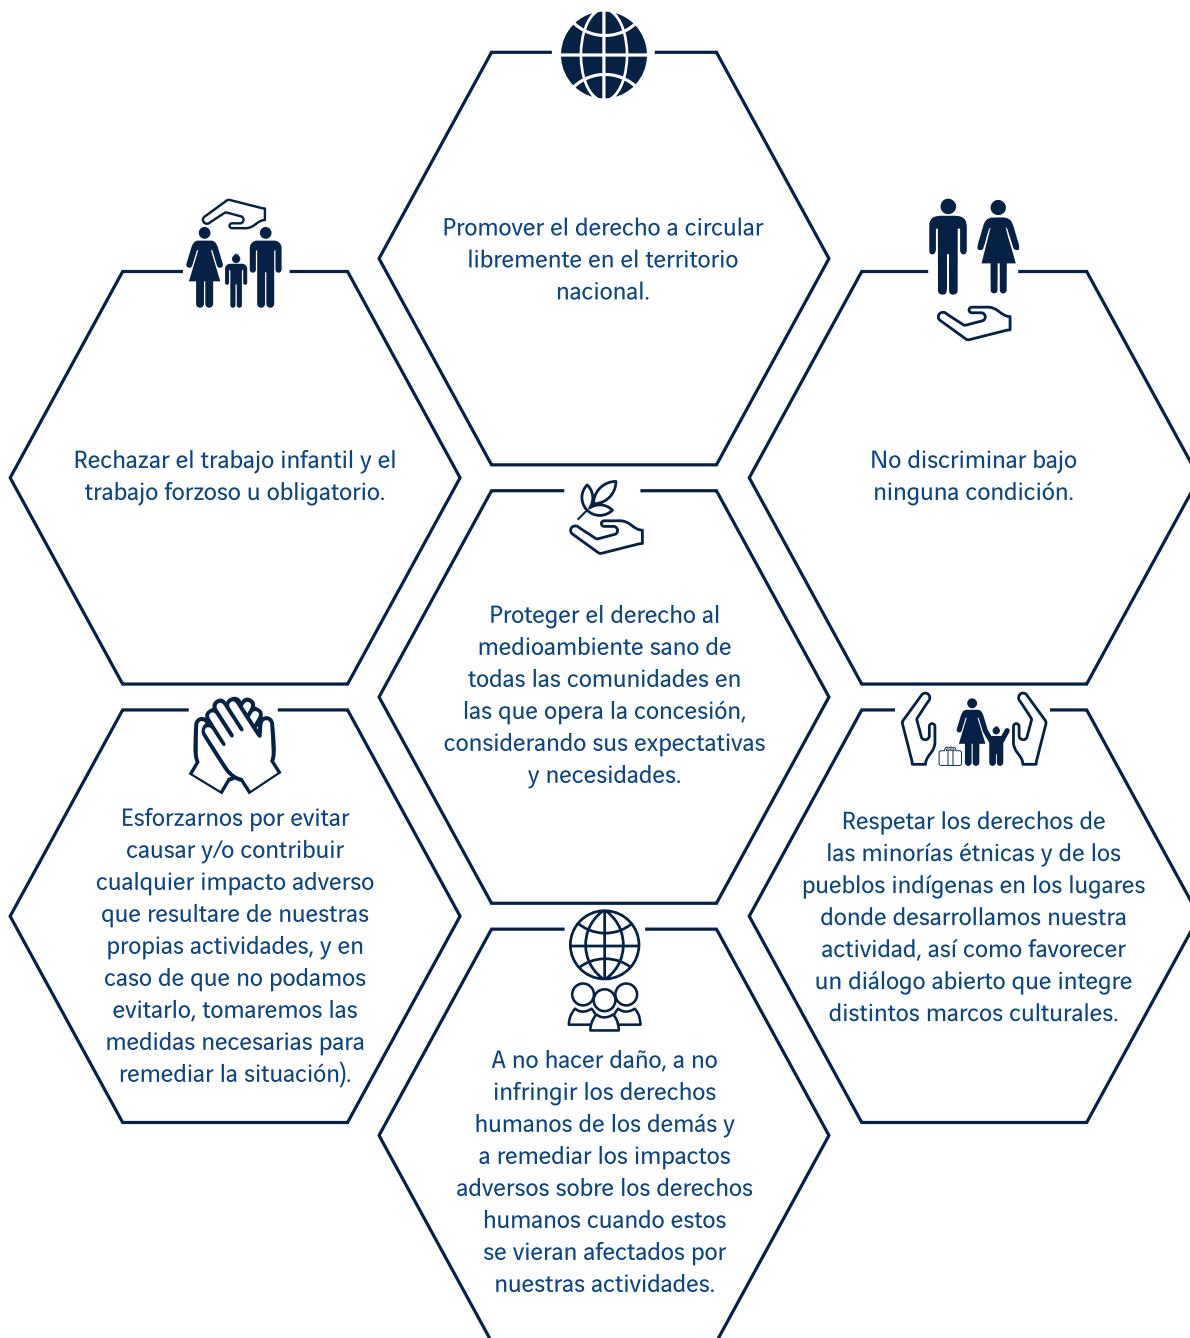 Promover el derecho a circular
libremente en el territorio
nacional.
Rechazar el trabajo infantil y el
trabajo forzoso u obligatorio.
No discriminar bajo
ninguna condición.
Proteger el derecho al
medioambiente sano de
todas las comunidades en
las que opera la concesión,
considerando sus expectativas
y necesidades.
Esforzarnos por evitar
causar y/o contribuir
cualquier impacto adverso
que resultare de nuestras
propias actividades, y en
caso de que no podamos
evitarlo, tomaremos las
medidas necesarias para
remediar la situación).
Respetar los derechos de
las minorías étnicas y de los
pueblos indígenas en los lugares
donde desarrollamos nuestra
actividad, así como favorecer
un diálogo abierto que integre
distintos marcos culturales.
A no hacer daño, a no
infringir los derechos
humanos de los demás y
a remediar los impactos
adversos sobre los derechos
humanos cuando estos
se vieran afectados por
nuestras actividades.